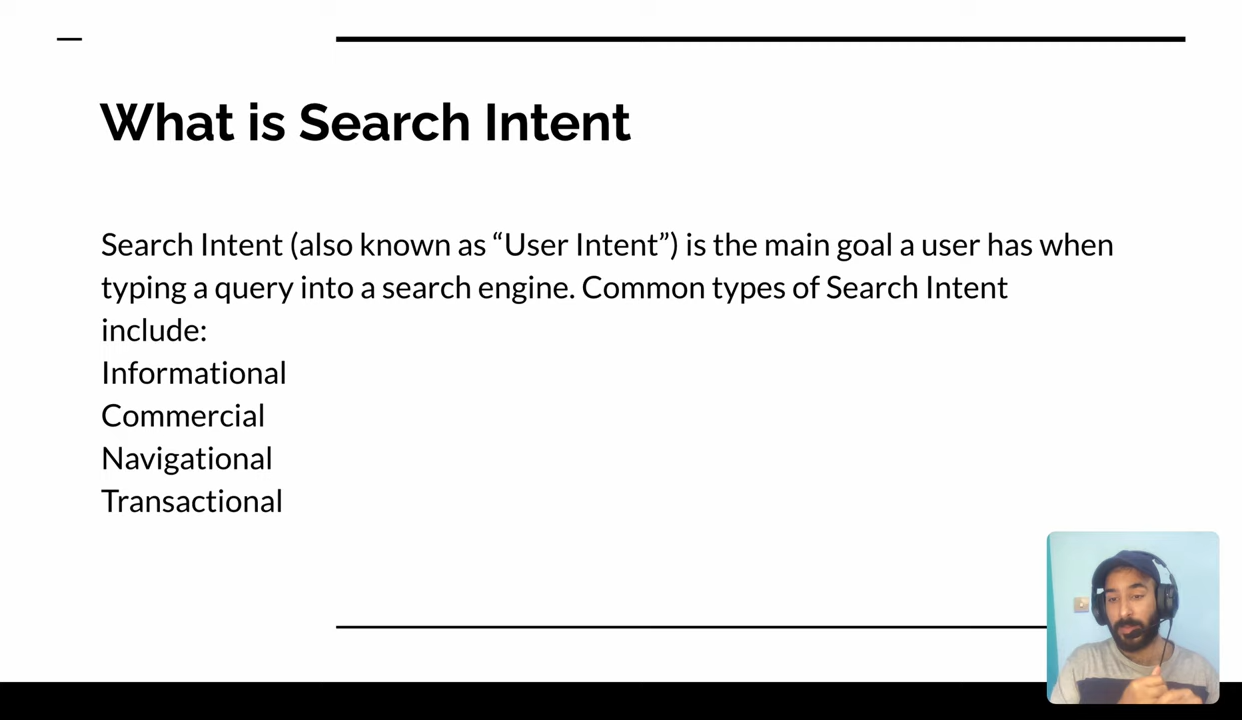 What is Search Intent
Search Intent (also known as “User Intent”) is the main goal a user has when
typing a query into a search engine. Common types of Search Intent
include:
Informational
Commercial
Navigational
Transactional